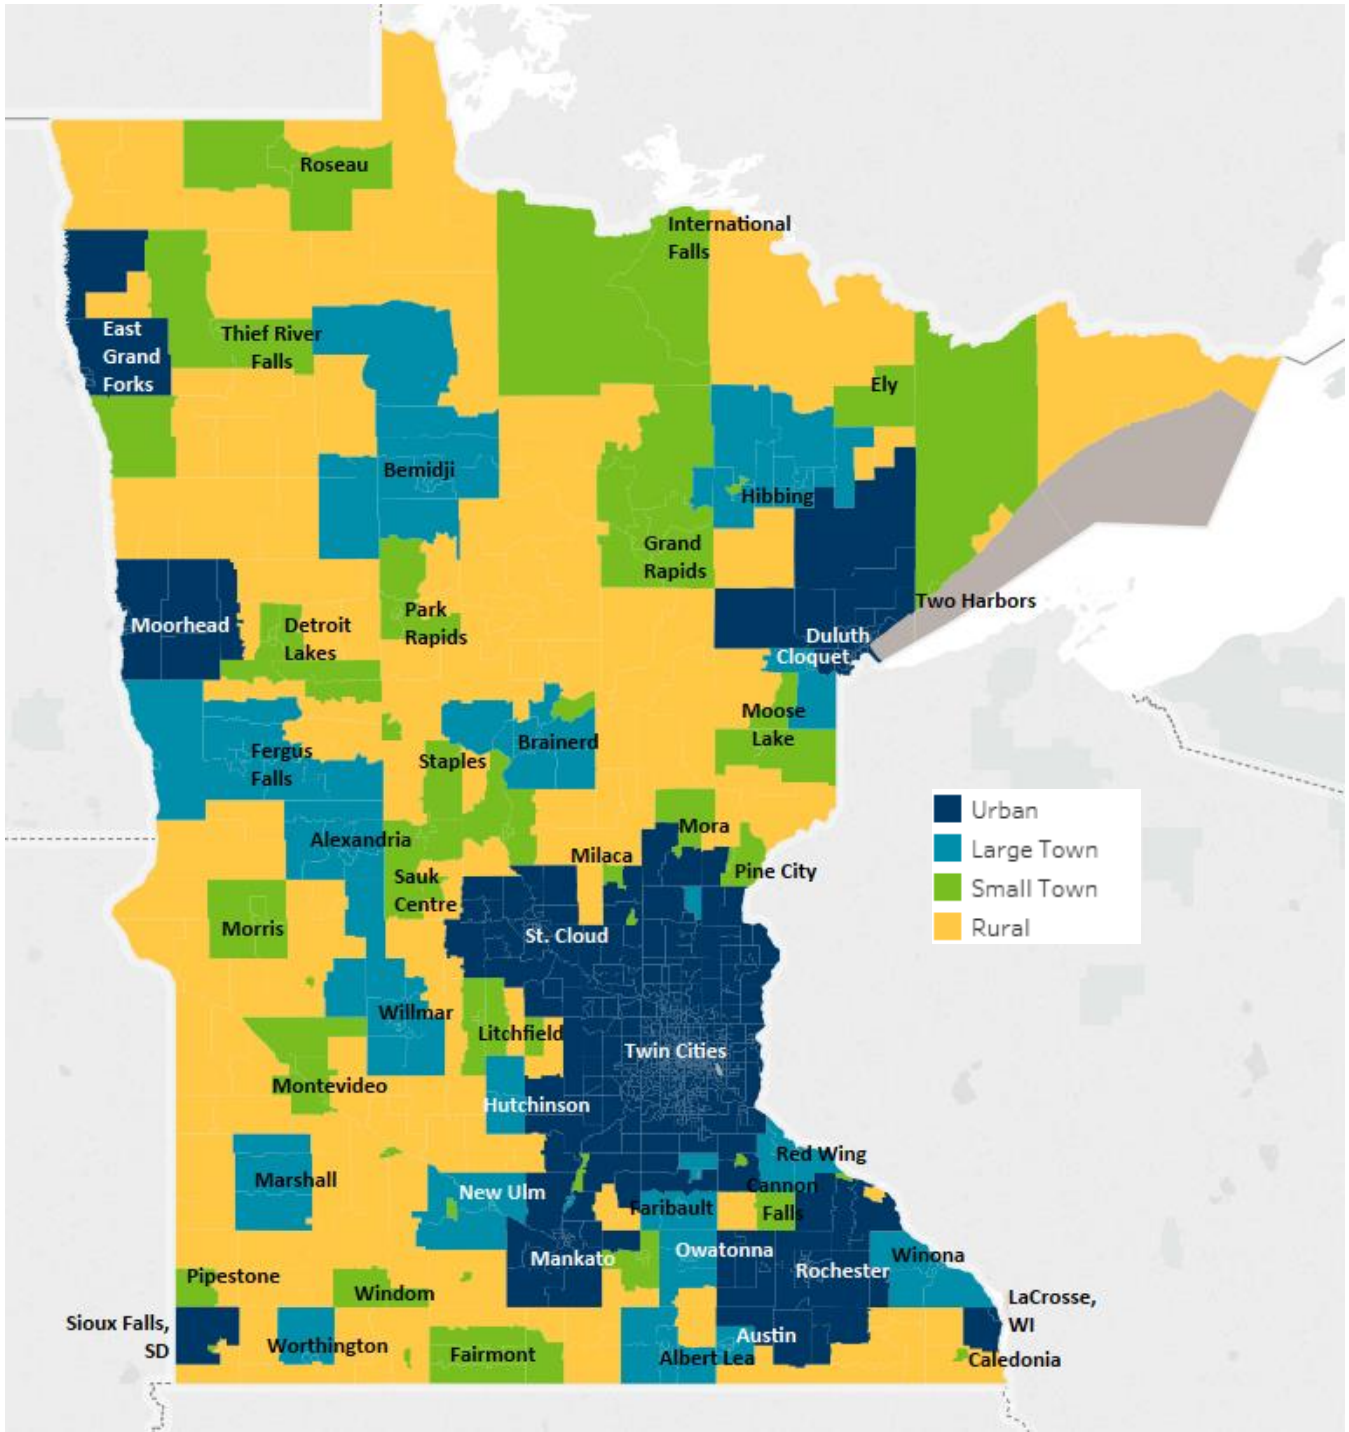 Roseau
International
Falls
East
Grand
Forks
Thief River
Falls
Ely
Bemidji
Hibbing
Grand
Rapids
Two Harbors
Park
Rapids
Moorhead
Detroit
Lakes
Duluth
Cloquet
Moose
Lake
Brainerd
Fergus
Falls
Staples
Urban
Large Town
Small Town
Rural
Mora
Alexandria
Milaca
Pine City
Sauk
Centre
Morris
St. Cloud
Willmar
Litchfield
Twin Cities
Montevideo
Hutchinson
Red Wing
Marshall
New Ulm
Cannon
Falls
Faribault
Owatonna
Winona
Mankato
Rochester
Pipestone
Windom
LaCrosse,
WI
Sioux Falls,
SD
Worthington
Austin
Fairmont
Albert Lea
Caledonia